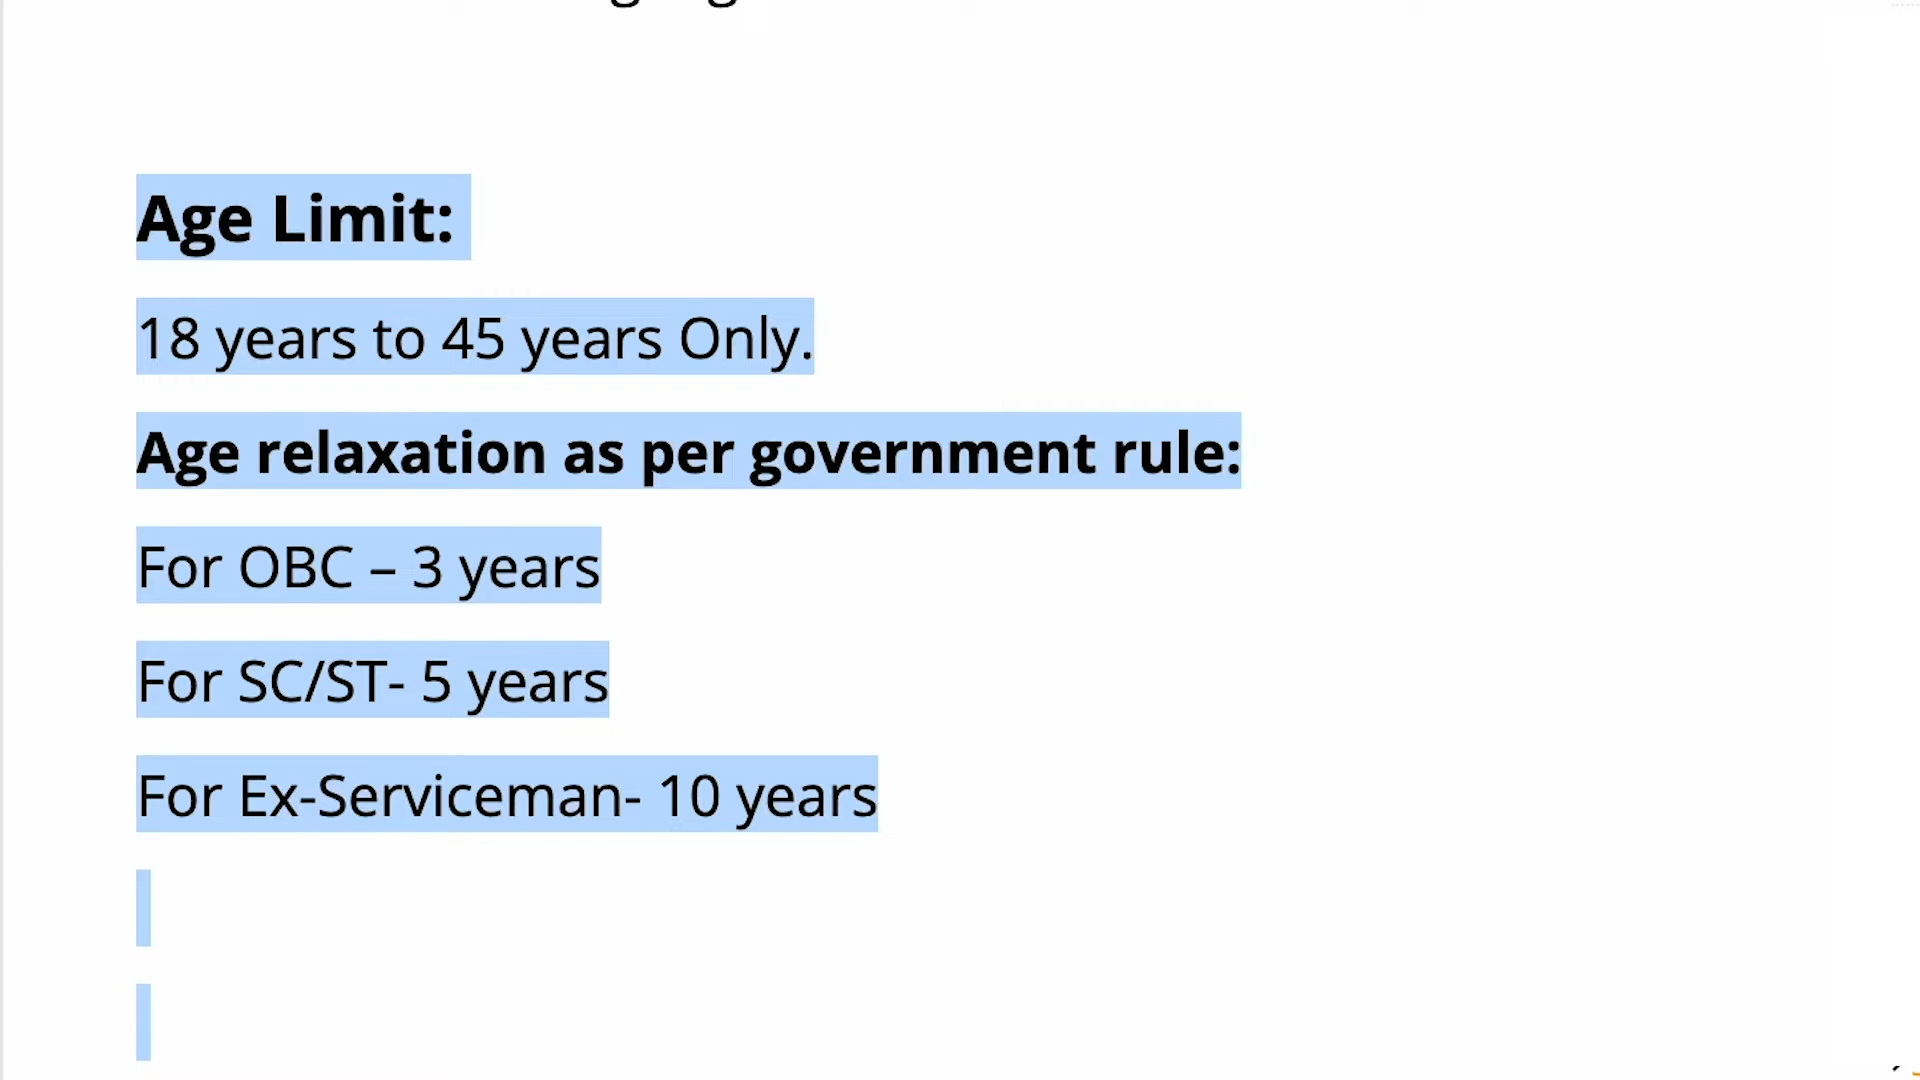 Age Limit:
18 years to 45 years Only.
Age relaxation as per government rule:
For OBC – 3 years
For SC/ST- 5 years
For Ex-Serviceman- 10 years